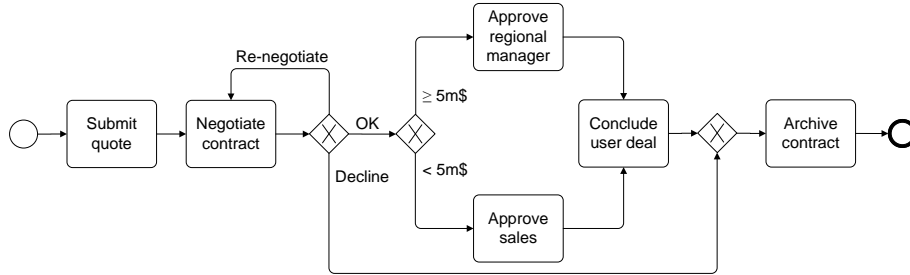 Approve
regional
manager
Re-negotiate
≥ 5m$
Submit
quote
Negotiate
contract
OK
Conclude
user deal
Archive
contract
Decline
< 5m$
Approve
sales